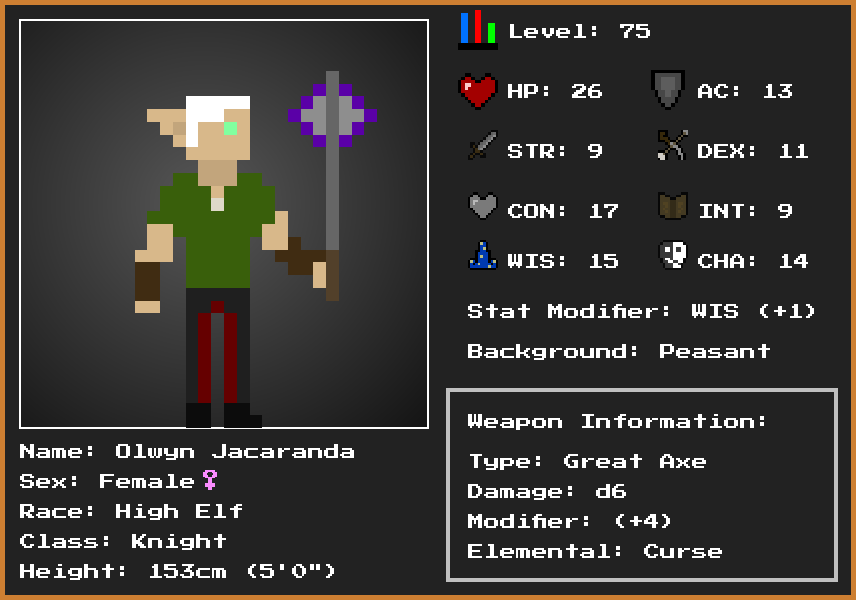 Level: 75
HP: 26
AC: 13
STR: 9
DEX: 11
CON: 17
INT: 9
WIS: 15
CHA: 14
Stat Modifier: WIS (+1)
Background: Peasant
Weapon Information:
Type: Great Axe
Damage: d6
Modifier: (+4)
Elemental: Curse
Name: Olwyn Jacaranda
Sex: Female♀
Race: High Elf
Class: Knight
Height: 153cm (5'0")